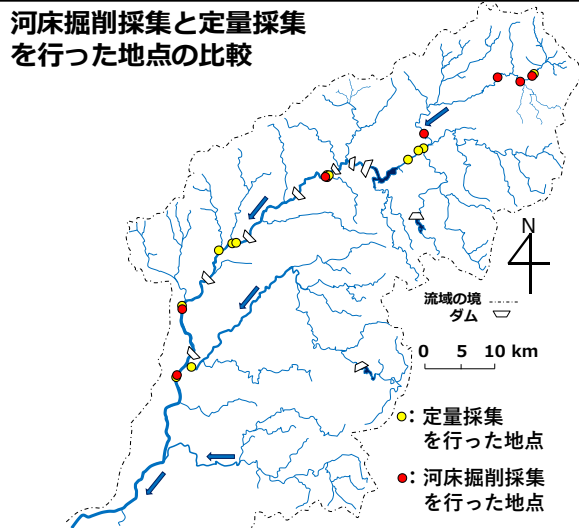 河床掘削採集と定量採集
を行った地点の比較
N
流域の境
ダム
0 5 10 km
：定量採集
を行った地点
：河床掘削採集
を行った地点